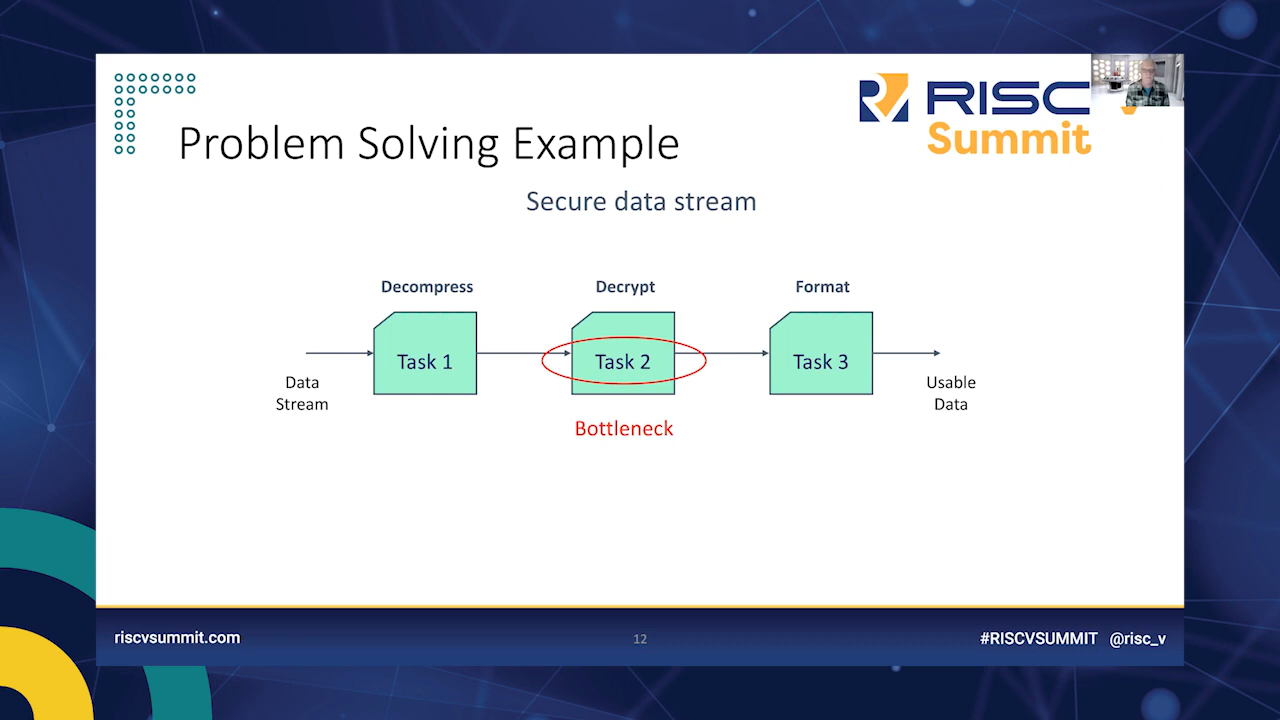 Problem Solving Example
RISC
Summit
Secure data stream
Decompress
Decrypt
Format
Task 1
Task 2
Task 3
Data
Stream
Usable
Data
Bottleneck
riscvsummit.com
12
#RISCVSUMMIT @risc_v